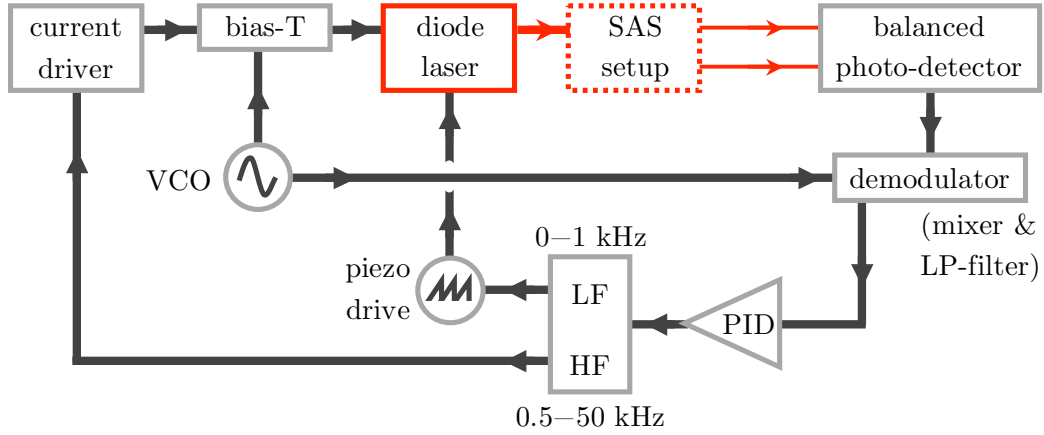 current
driver
bias-T
diode
laser
SAS
setup
balanced
photo-detector
VCO
demodulator
(mixer &
LP-filter)
0−1 kHz
piezo
drive
LF
PID
HF
0.5−50 kHz